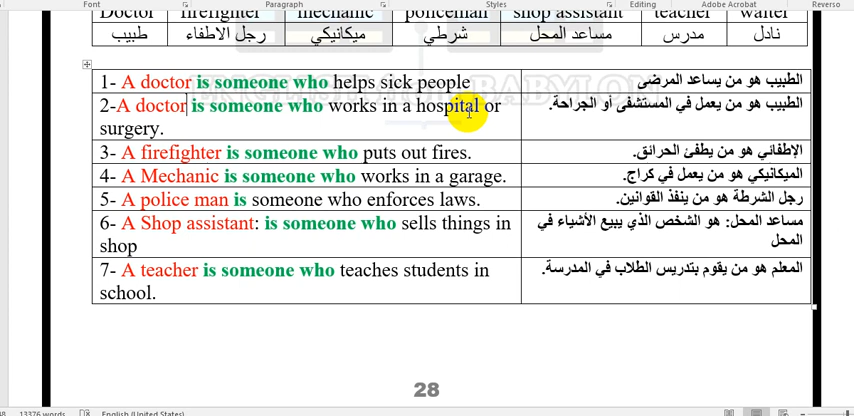 Font Paragraph Styles Editing Adobe Acrobat Reverso
Doctor firefighter mechanic policeman shop assistant teacher waiter
طبيب رجل الاطفاء ميكانيكي شرطي مساعد المحل مدرس نادل
1- A doctor is someone who helps sick people الطبيب هو من يساعد المرضى
2-A doctor is someone who works in a hospital or الطبيب هو من يعمل في المستشفى أو الجراحة.
surgery.
3- A firefighter is someone who puts out fires. الإطفائي هو من يطفئ الحرائق.
4- A Mechanic is someone who works in a garage. الميكانيكي هو من يعمل في كراج.
5- A police man is someone who enforces laws. رجل الشرطة هو من ينفذ القوانين.
6- A Shop assistant: is someone who sells things in مساعد المحل: هو الشخص الذي يبيع الأشياء في
shop المحل
7- A teacher is someone who teaches students in المعلم هو من يقوم بتدريس الطلاب في المدرسة.
school.
28
13376 words English (United States)